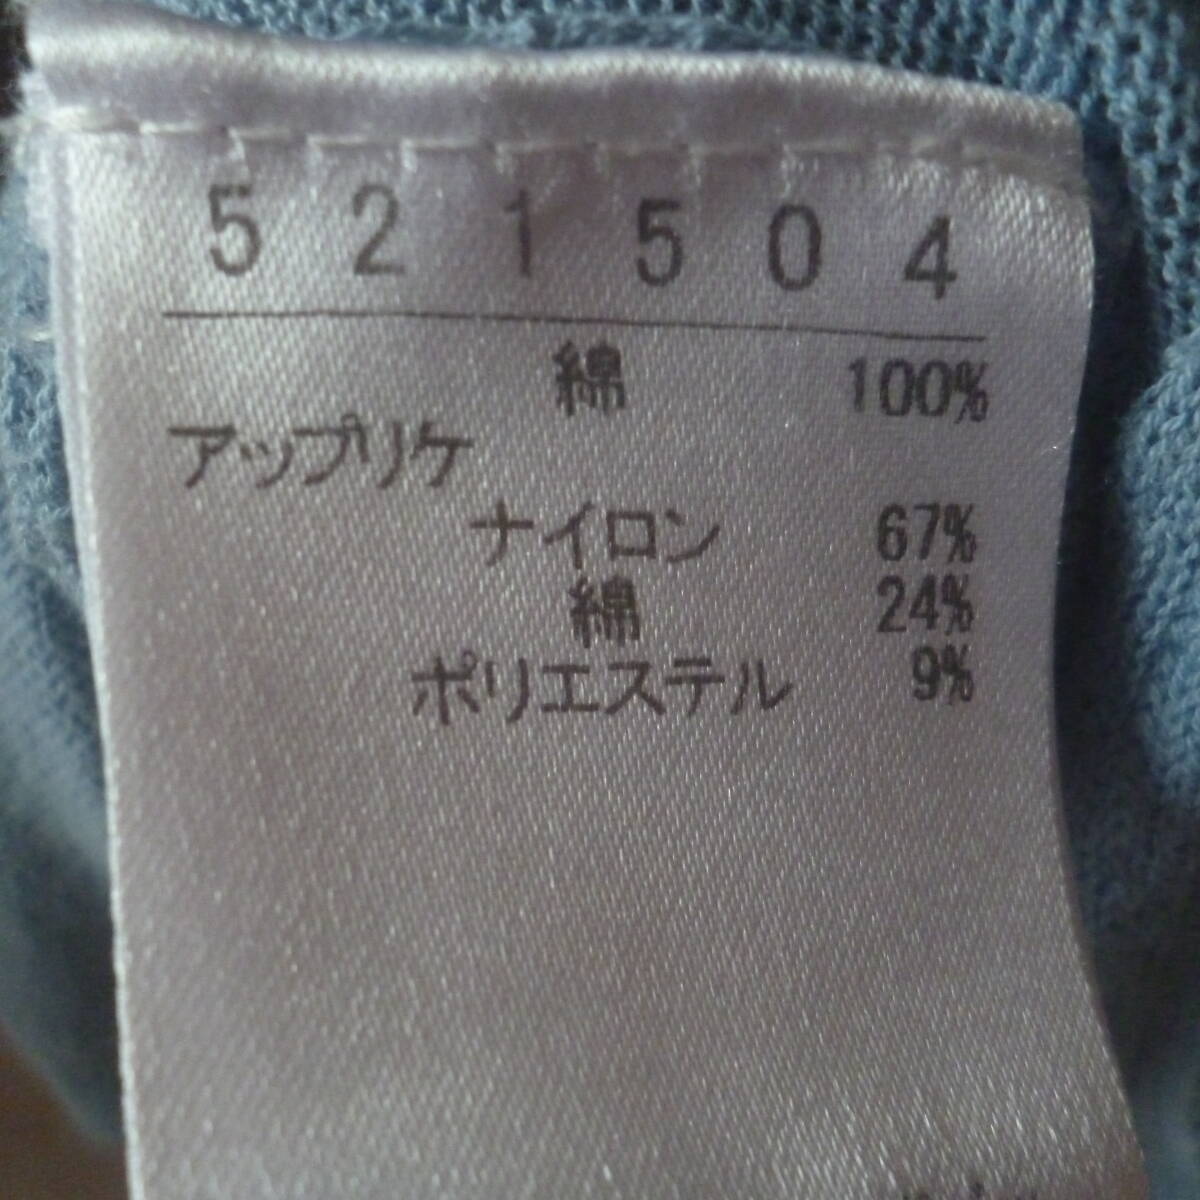 5 2 1 5 0 4
綿 100%
アップリケ
ナイロン 67%
綿 24%
ポリエステル 9%